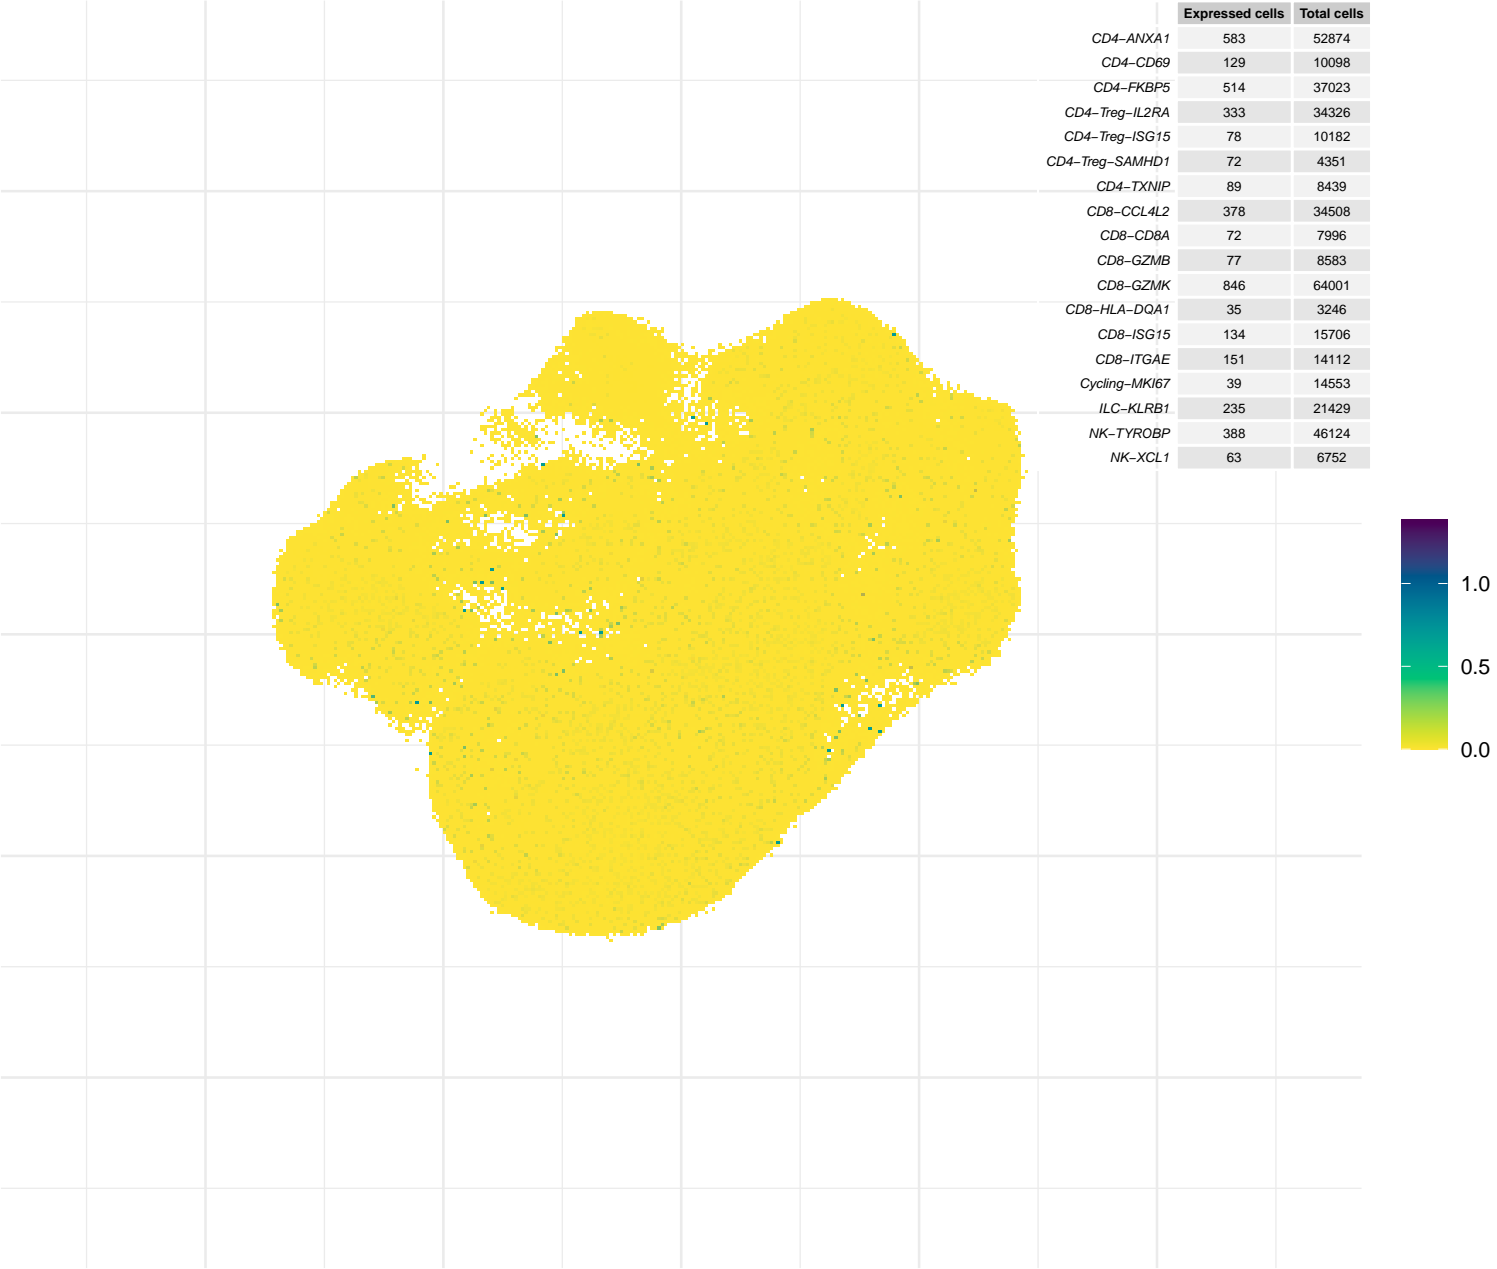 Expressed cells Total cells
CD4−ANXA1 583 52874
CD4−CD69 129 10098
CD4−FKBP5 514 37023
CD4−Treg−IL2RA 333 34326
CD4−Treg−ISG15 78 10182
CD4−Treg−SAMHD1 72 4351
CD4−TXNIP 89 8439
CD8−CCL4L2 378 34508
CD8−CD8A 72 7996
CD8−GZMB 77 8583
CD8−GZMK 846 64001
CD8−HLA−DQA1 35 3246
CD8−ISG15 134 15706
CD8−ITGAE 151 14112
Cycling−MKI67 39 14553
ILC−KLRB1 235 21429
NK−TYROBP 388 46124
NK−XCL1 63 6752
1.0
0.5
0.0